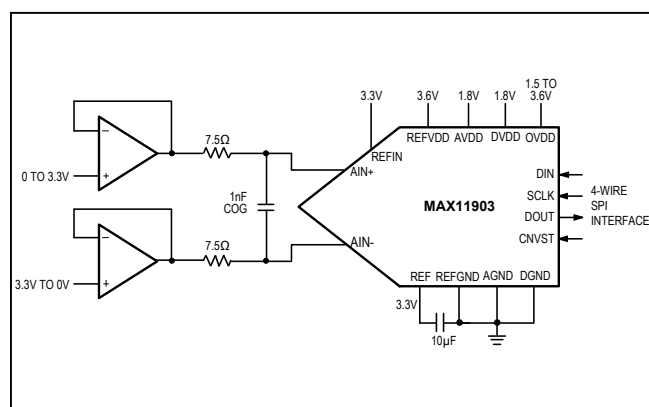 1.5 TO
3.3V 3.6V 1.8V 1.8V 3.6V
REFVDD AVDD DVDD OVDD
REFIN
7.5Ω
−
+
0 TO 3.3V
AIN+
1nF
COG
MAX11903
DIN
SCLK
DOUT
CNVST
4-WIRE
SPI
INTERFACE
7.5Ω
−
+
3.3V TO 0V
AIN-
REF REFGND AGND DGND
3.3V
10µF